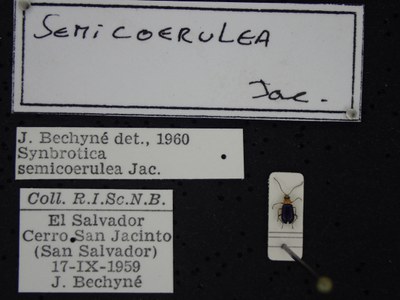 SEMICOERULEA
Jac.
J. Bechyné det., 1960
Synbrotica
semicoerulea Jac.
Coll. R.I.Sc.N.B.
El Salvador
Cerro San Jacinto
(San Salvador)
17-IX-1959
J. Bechyné